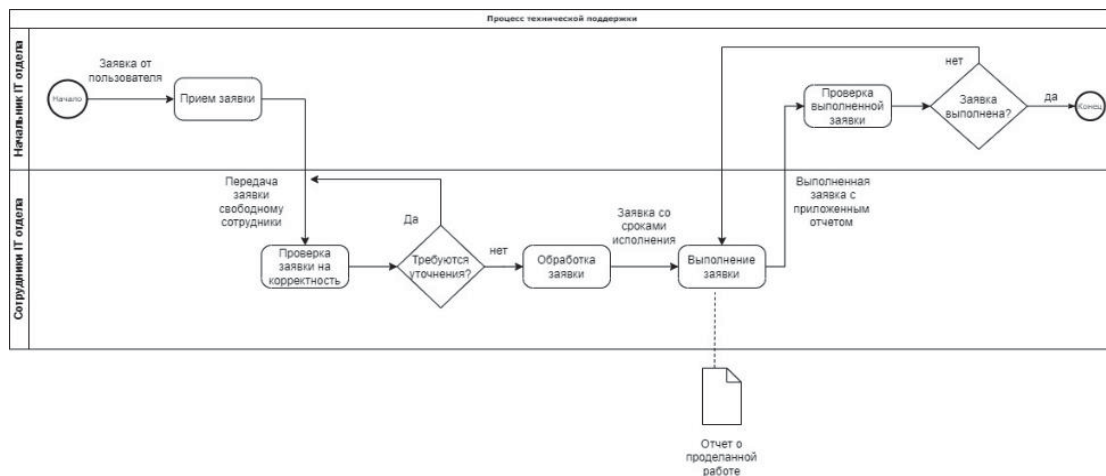 Процесс технической поддержки
Начальник IT отдела
Начало
Заявка от
пользователя
Прием заявки
Проверка
выполненной
заявки
нет
Заявка
выполнена?
да
Конец
Сотрудники IT отдела
Передача
заявки
свободному
сотрудники
Проверка
заявки на
корректность
Да
Требуются
уточнения?
нет
Обработка
заявки
Заявка со
сроками
исполнения
Выполнение
заявки
Выполненная
заявка с
приложенным
отчетом
Отчет о
проделанной
работе